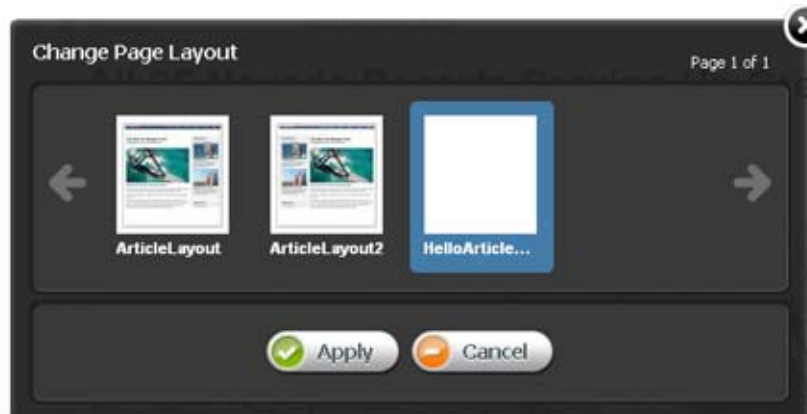 Change Page Layout
Page 1 of 1
ArticleLayout
ArticleLayout2
HelloArticle...
Apply
Cancel